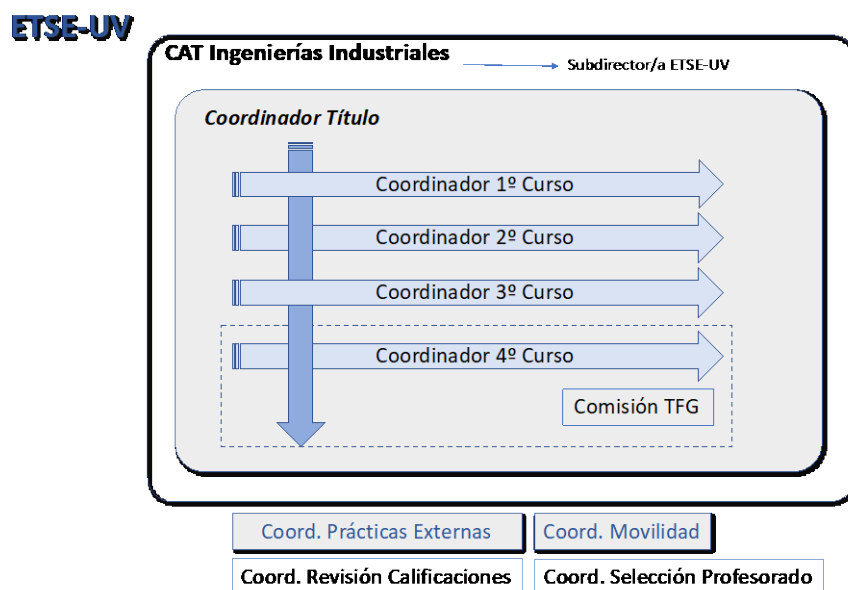 ETSE-UV
CAT Ingenierías Industriales
Subdirector/a ETSE-UV
Coordinador Título
Coordinador 1º Curso
Coordinador 2º Curso
Coordinador 3º Curso
Coordinador 4º Curso
Comisión TFG
Coord. Prácticas Externas
Coord. Movilidad
Coord. Revisión Calificaciones
Coord. Selección Profesorado